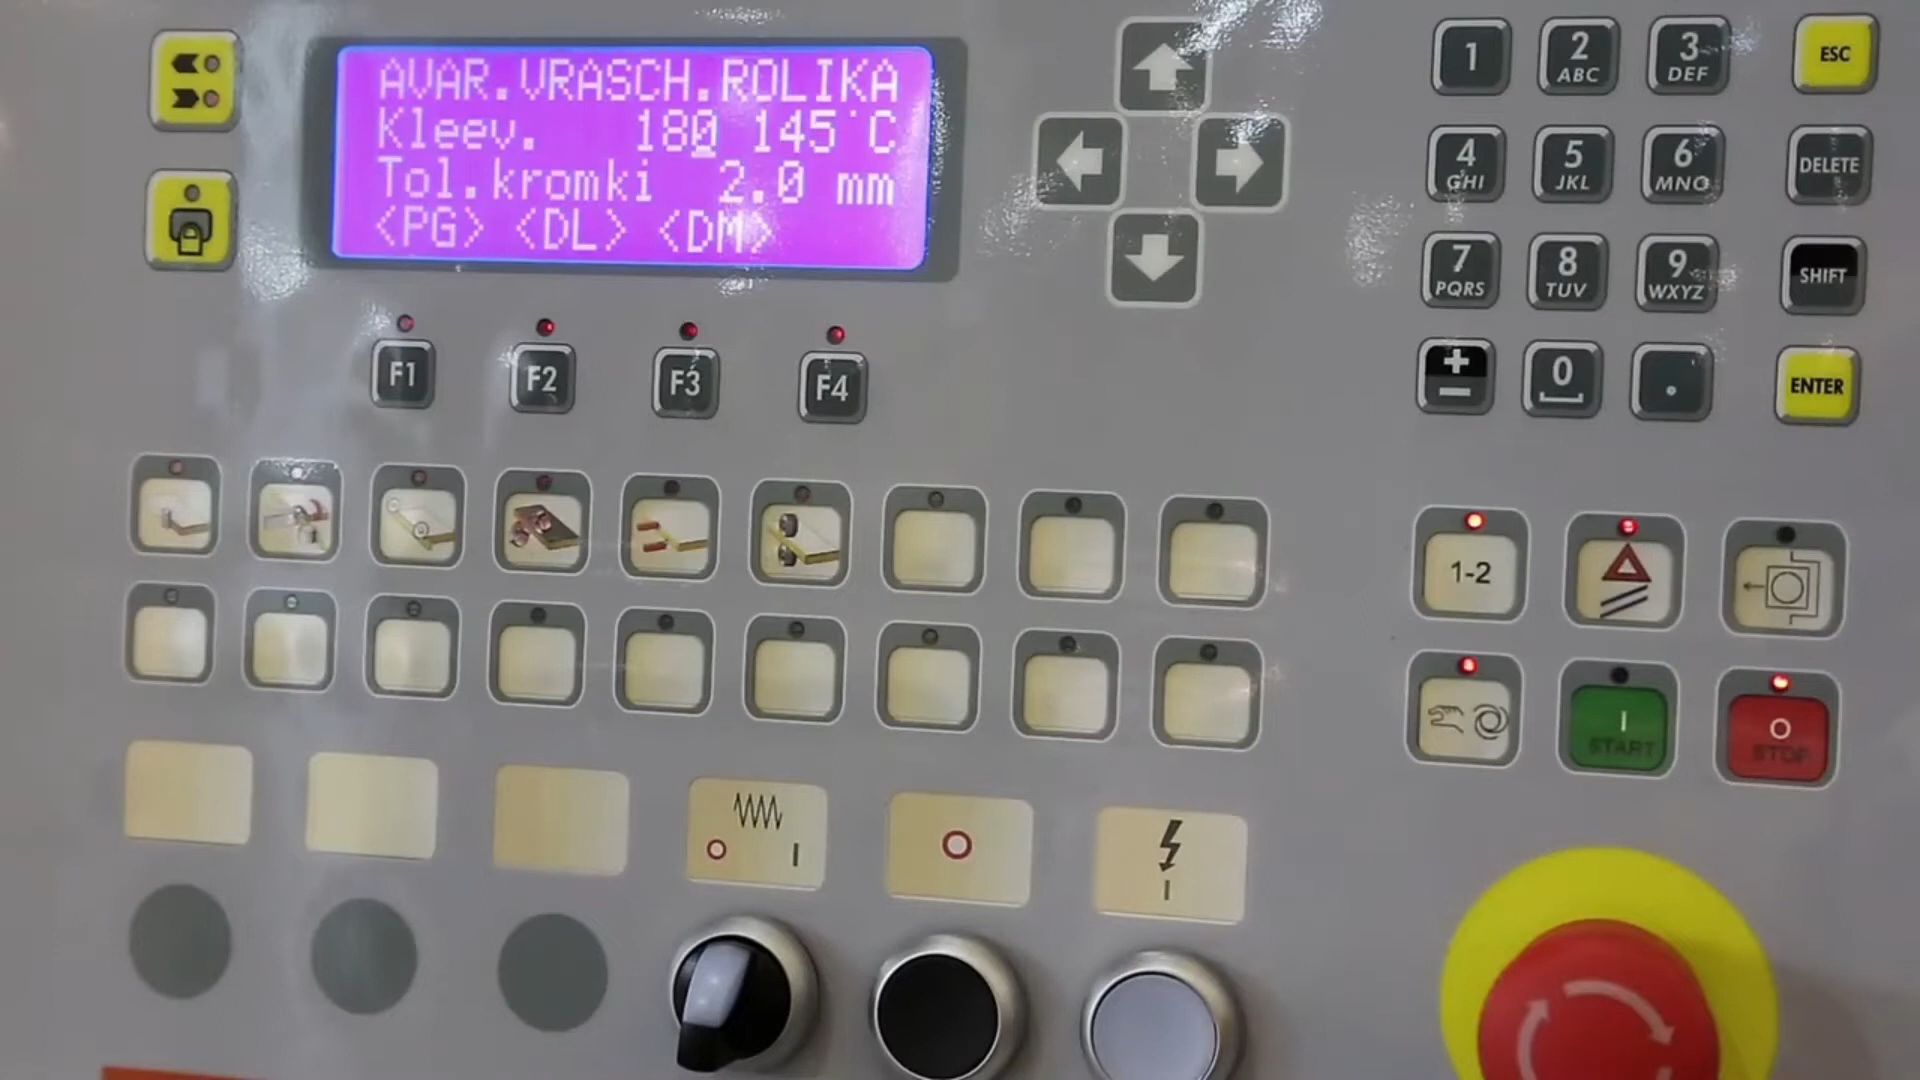 AVAR.VRASCH.ROLIKA
Kleev. 180 145°C
Tol.kromki 2.0 mm
<PG> <DL> <DM>
F1 F2 F3 F4
1 2 ABC 3 DEF ESC
4 GHI 5 JKL 6 MNO DELETE
7 PQRS 8 TUV 9 WXYZ SHIFT
+ − 0 . ENTER
1-2
I START O STOP
O I O I